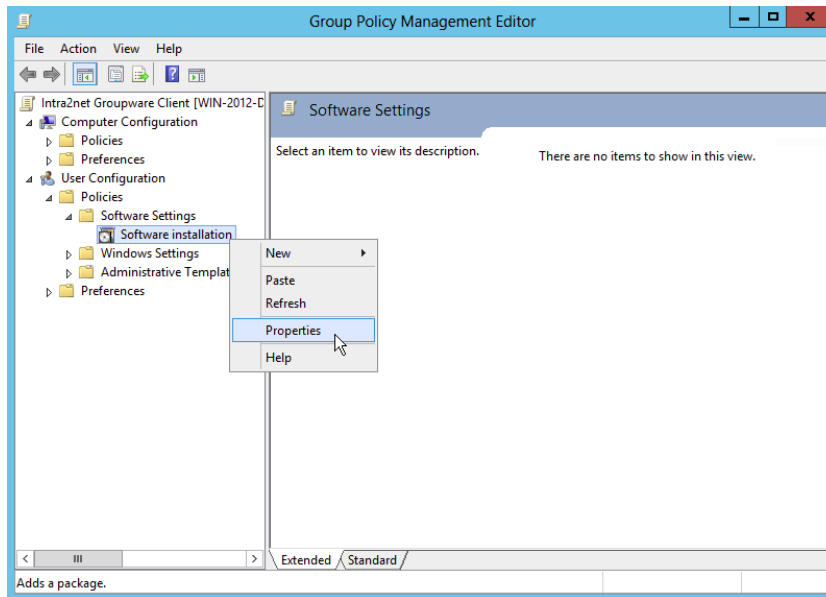 Group Policy Management Editor
File Action View Help
Intra2net Groupware Client [WIN-2012-D
Computer Configuration
Policies
Preferences
User Configuration
Policies
Software Settings
Software installation
Windows Settings
Administrative Templat
Preferences
Software Settings
Select an item to view its description.
There are no items to show in this view.
New
Paste
Refresh
Properties
Help
Extended Standard
Adds a package.